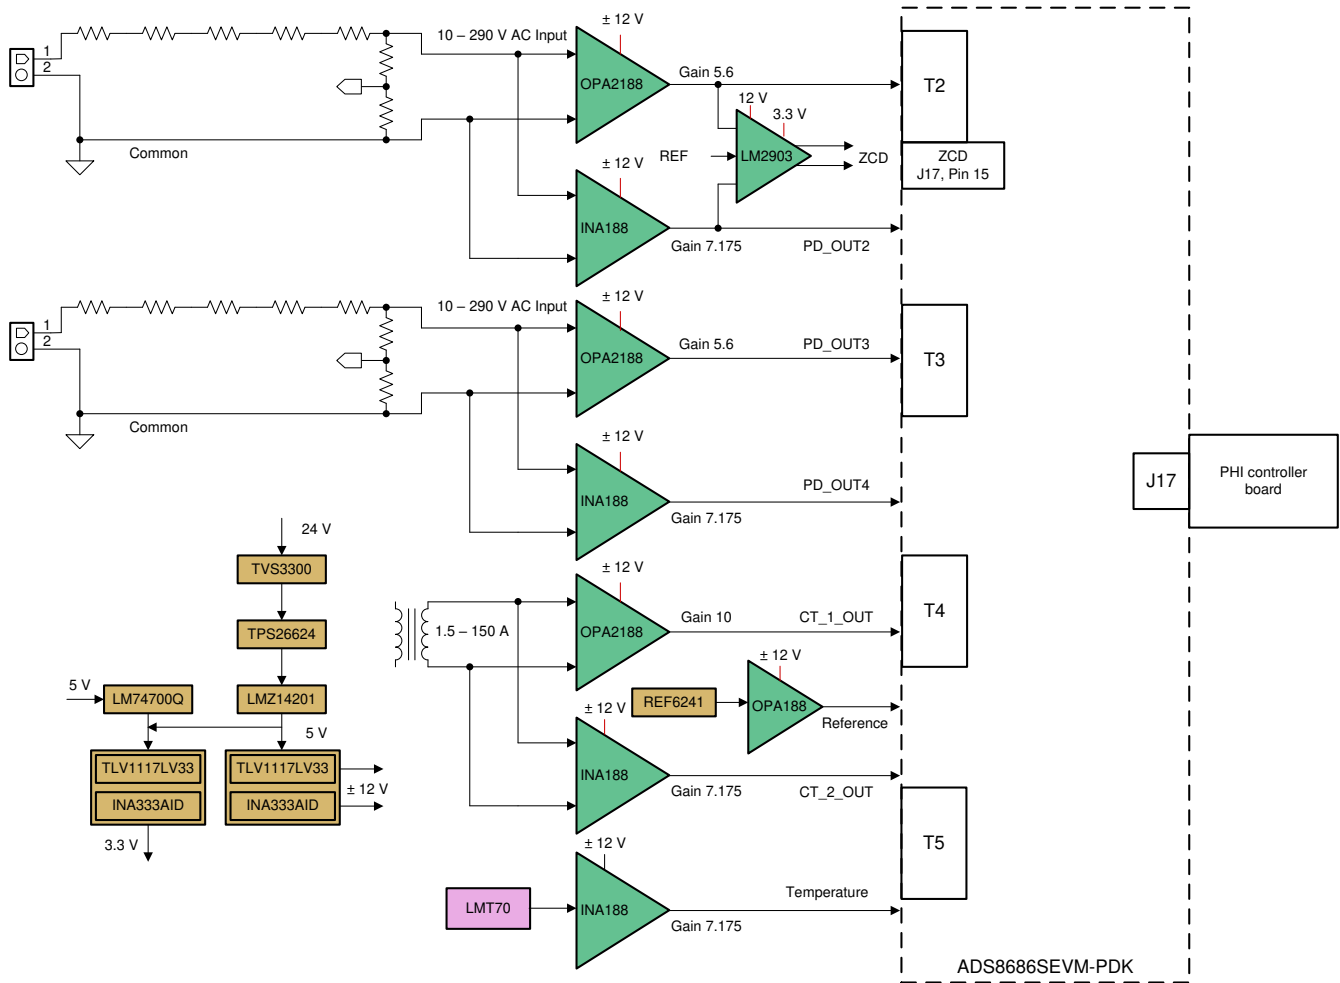 ± 12 V
1
2
10 – 290 V AC Input
OPA2188
Gain 5.6
T2
12 V
3.3 V
REF
LM2903
ZCD
ZCD
J17, Pin 15
Common
± 12 V
INA188
Gain 7.175
PD_OUT2
1
2
10 – 290 V AC Input
± 12 V
OPA2188
Gain 5.6
PD_OUT3
T3
Common
± 12 V
INA188
Gain 7.175
PD_OUT4
J17
PHI controller
board
24 V
TVS3300
TPS26624
5 V
LM74700Q
LMZ14201
5 V
TLV1117LV33
INA333AID
TLV1117LV33
INA333AID
± 12 V
3.3 V
1.5 – 150 A
± 12 V
OPA2188
Gain 10
CT_1_OUT
T4
± 12 V
REF6241
OPA188
Reference
± 12 V
INA188
Gain 7.175
CT_2_OUT
T5
± 12 V
LMT70
INA188
Gain 7.175
Temperature
ADS8686SEVM-PDK